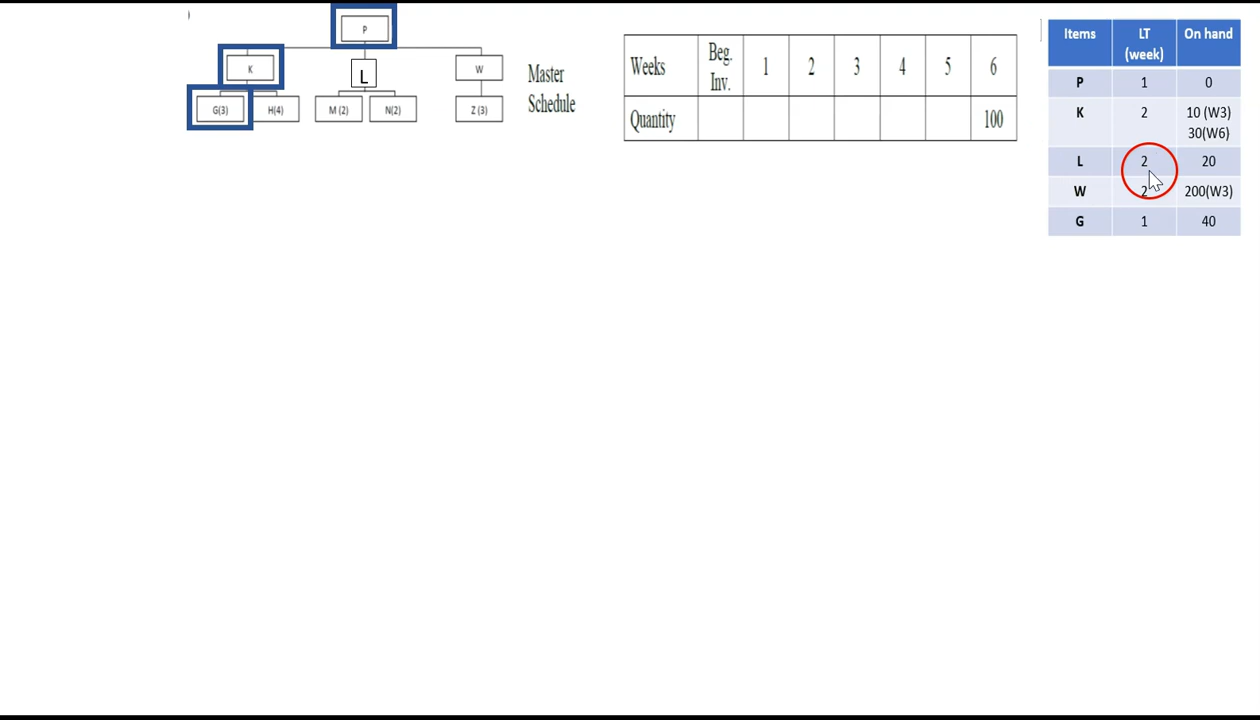 P
K
L
W
G(3)
H(4)
M (2)
N(2)
Z (3)
Master
Schedule
Weeks Beg. Inv. 1 2 3 4 5 6
Quantity 100
Items LT (week) On hand
P 1 0
K 2 10 (W3)
30(W6)
L 2 20
W 2 200(W3)
G 1 40